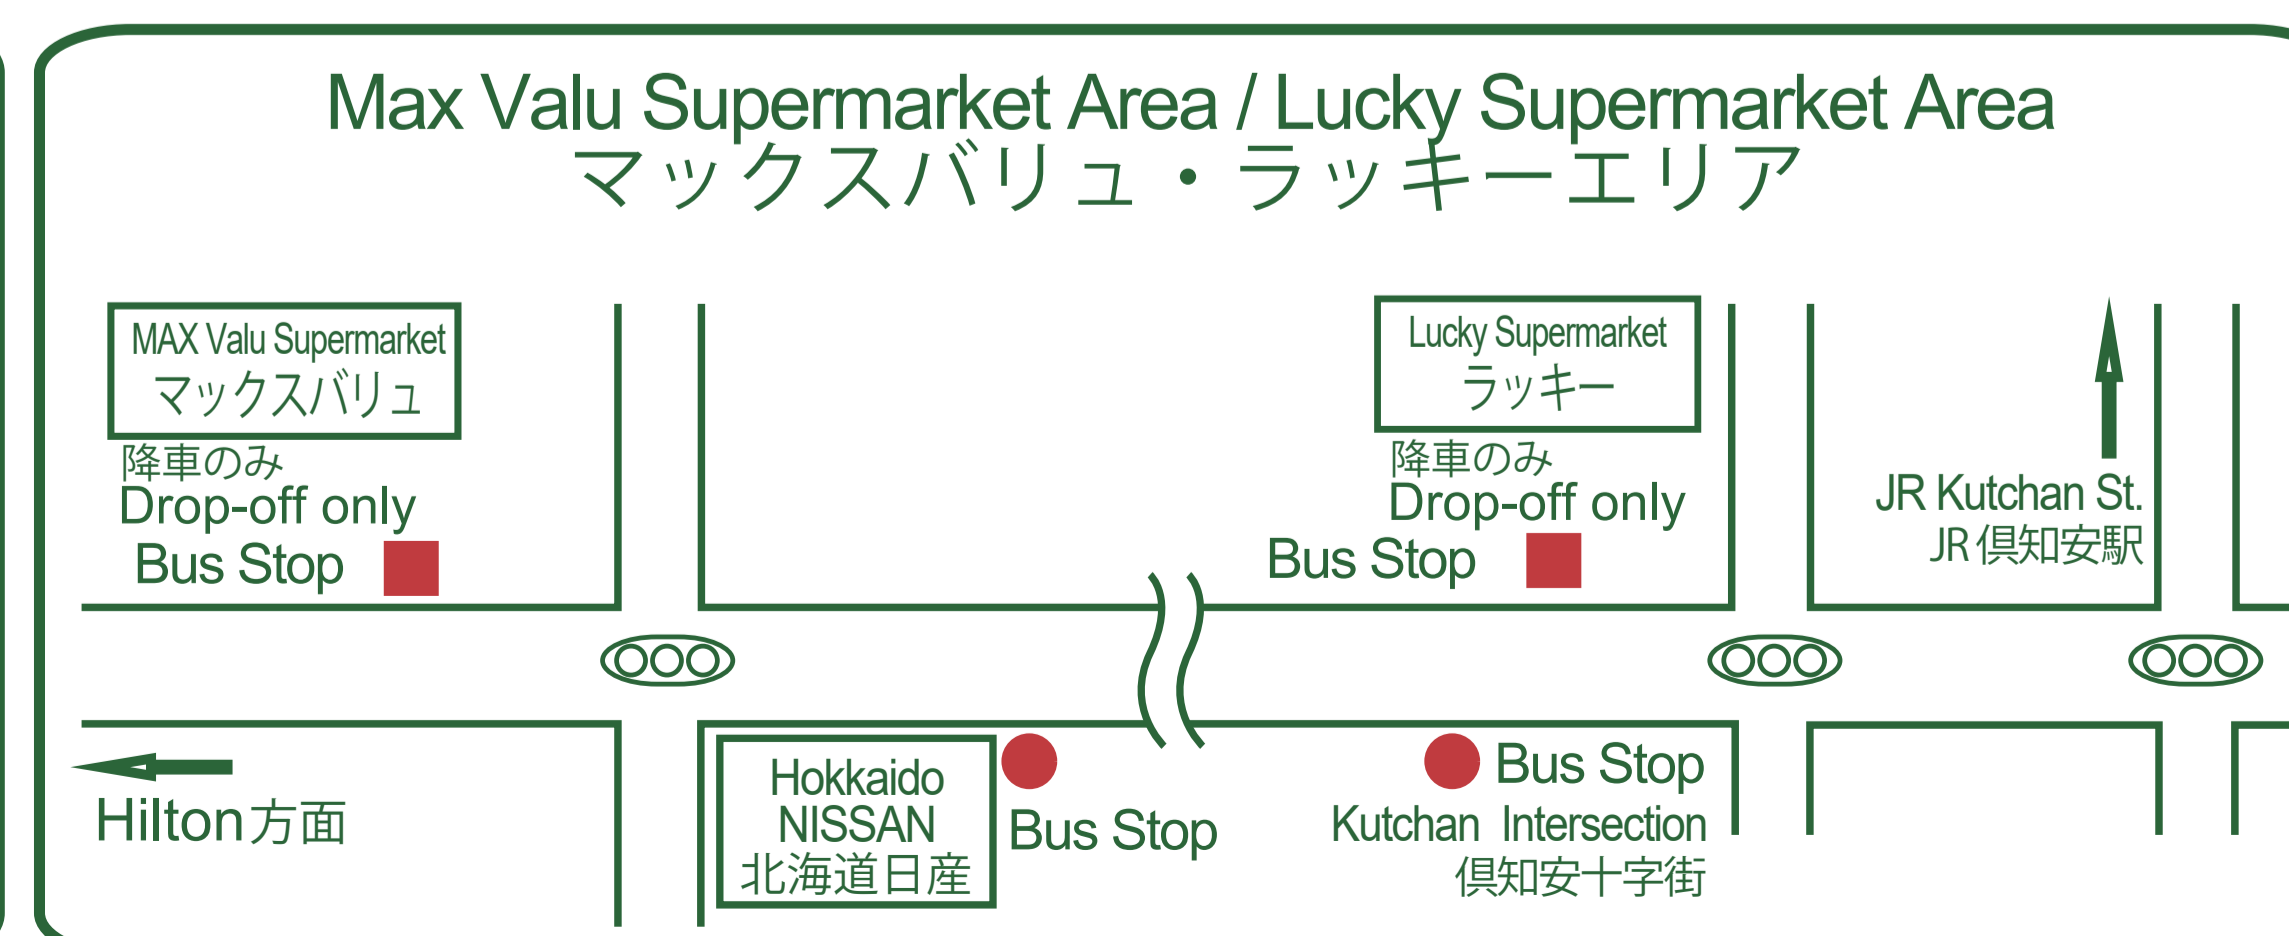 Max Valu Supermarket Area / Lucky Supermarket Area
マックスバリュ・ラッキーエリア
MAX Valu Supermarket
マックスバリュ
降車のみ
Drop-off only
Bus Stop
Lucky Supermarket
ラッキー
降車のみ
Drop-off only
Bus Stop
JR Kutchan St.
JR 倶知安駅
Hilton方面
Hokkaido
NISSAN
北海道日産
Bus Stop
Bus Stop
Kutchan Intersection
倶知安十字街